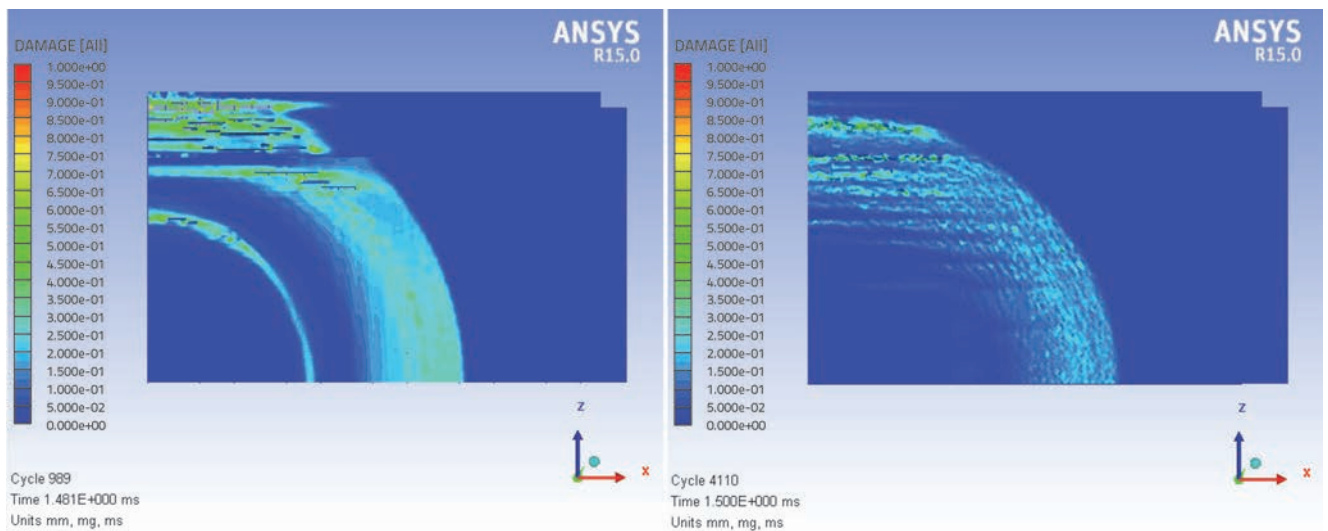 ANSYS
R15.0
DAMAGE [All]
1.000e+00
9.500e-01
9.000e-01
8.500e-01
8.000e-01
7.500e-01
7.000e-01
6.500e-01
6.000e-01
5.500e-01
5.000e-01
4.500e-01
4.000e-01
3.500e-01
3.000e-01
2.500e-01
2.000e-01
1.500e-01
1.000e-01
5.000e-02
0.000e+00
z
x
Cycle 989
Time 1.481E+000 ms
Units mm, mg, ms
ANSYS
R15.0
DAMAGE [All]
1.000e+00
9.500e-01
9.000e-01
8.500e-01
8.000e-01
7.500e-01
7.000e-01
6.500e-01
6.000e-01
5.500e-01
5.000e-01
4.500e-01
4.000e-01
3.500e-01
3.000e-01
2.500e-01
2.000e-01
1.500e-01
1.000e-01
5.000e-02
0.000e+00
z
x
Cycle 4110
Time 1.500E+000 ms
Units mm, mg, ms